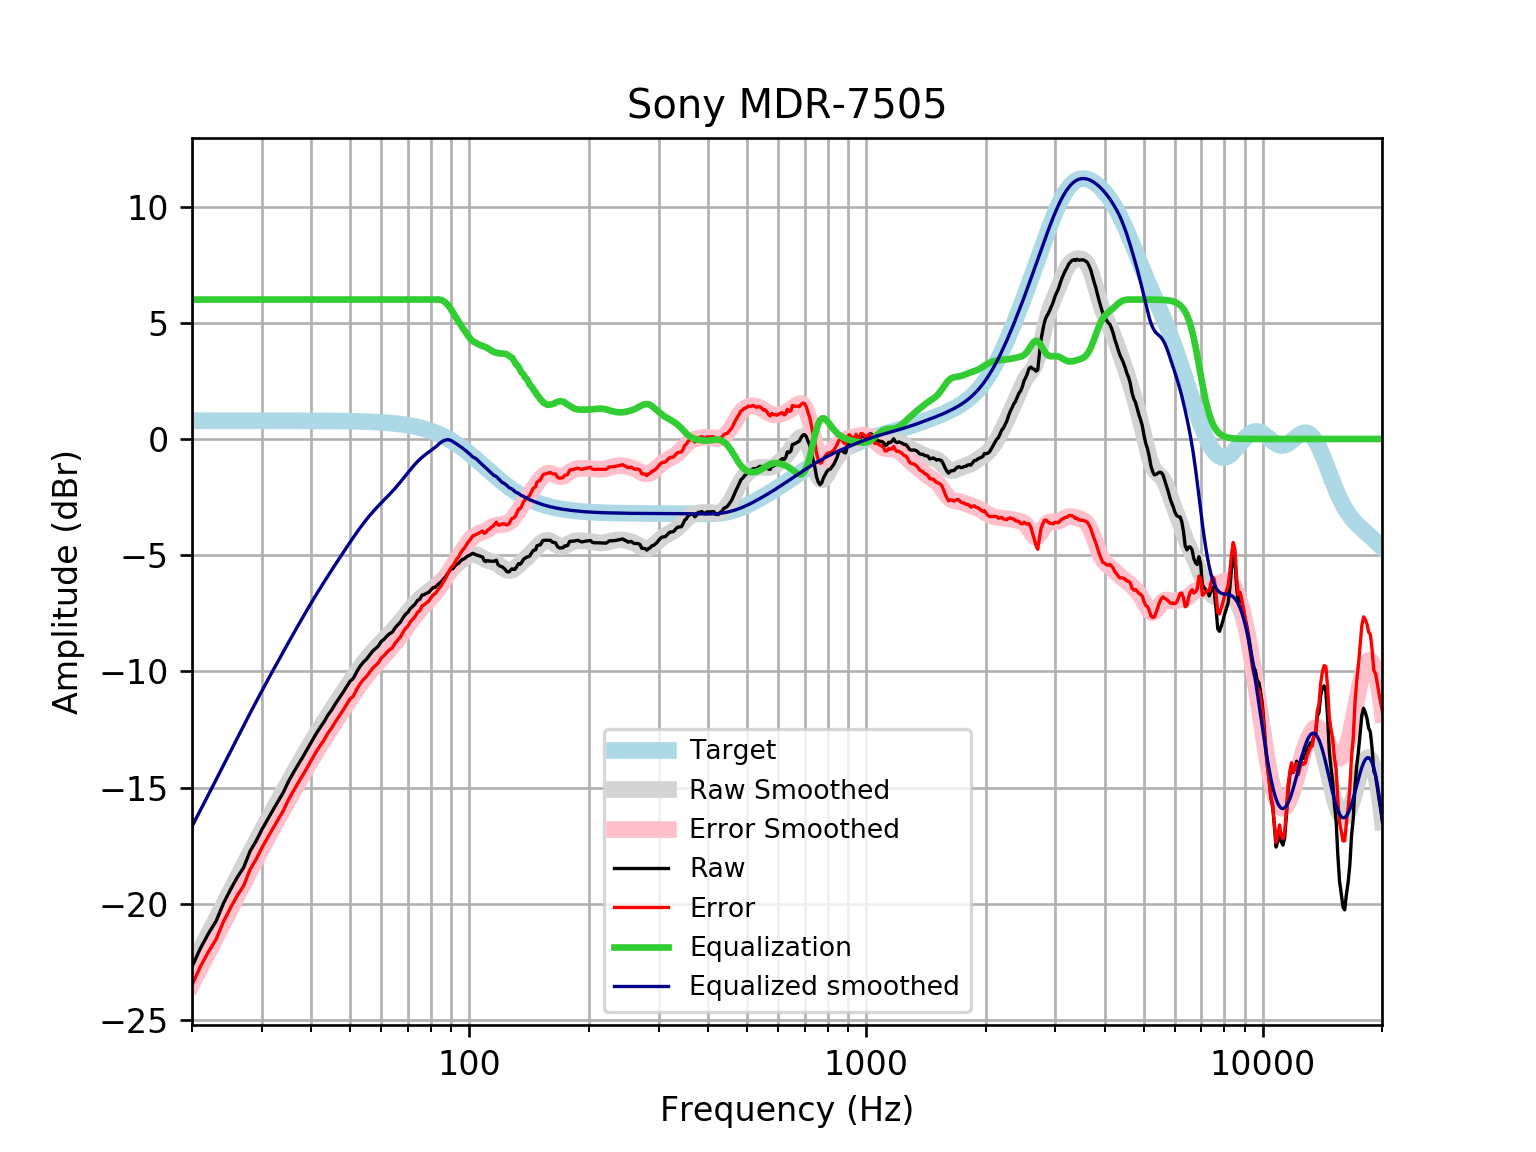 Sony MDR-7505
Amplitude (dBr)
10
5
0
−5
−10
−15
−20
−25
Target
Raw Smoothed
Error Smoothed
Raw
Error
Equalization
Equalized smoothed
100 1000 10000
Frequency (Hz)